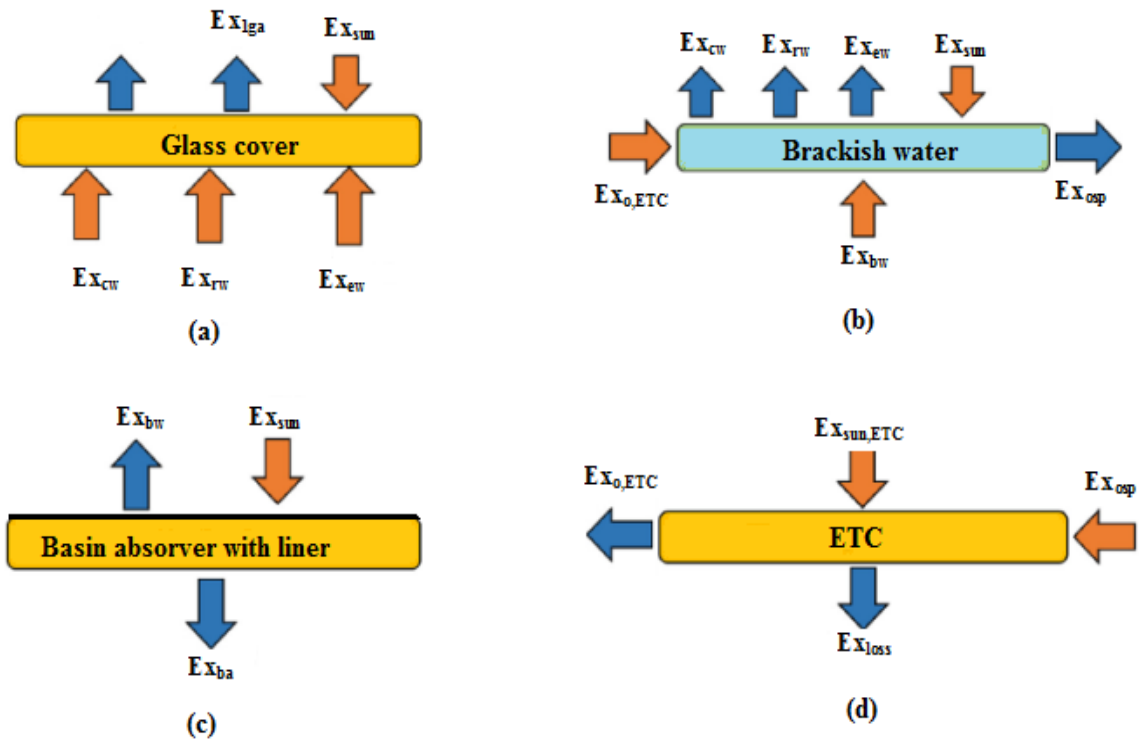 Ex_lga Ex_sun
Glass cover
Ex_cw Ex_rw Ex_ew
(a)
Ex_cw Ex_rw Ex_ew Ex_sun
Brackish water
Ex_o,ETC Ex_osp
Ex_bw
(b)
Ex_bw Ex_sun
Basin absorver with liner
Ex_ba
(c)
Ex_sun,ETC
Ex_o,ETC Ex_osp
ETC
Ex_loss
(d)